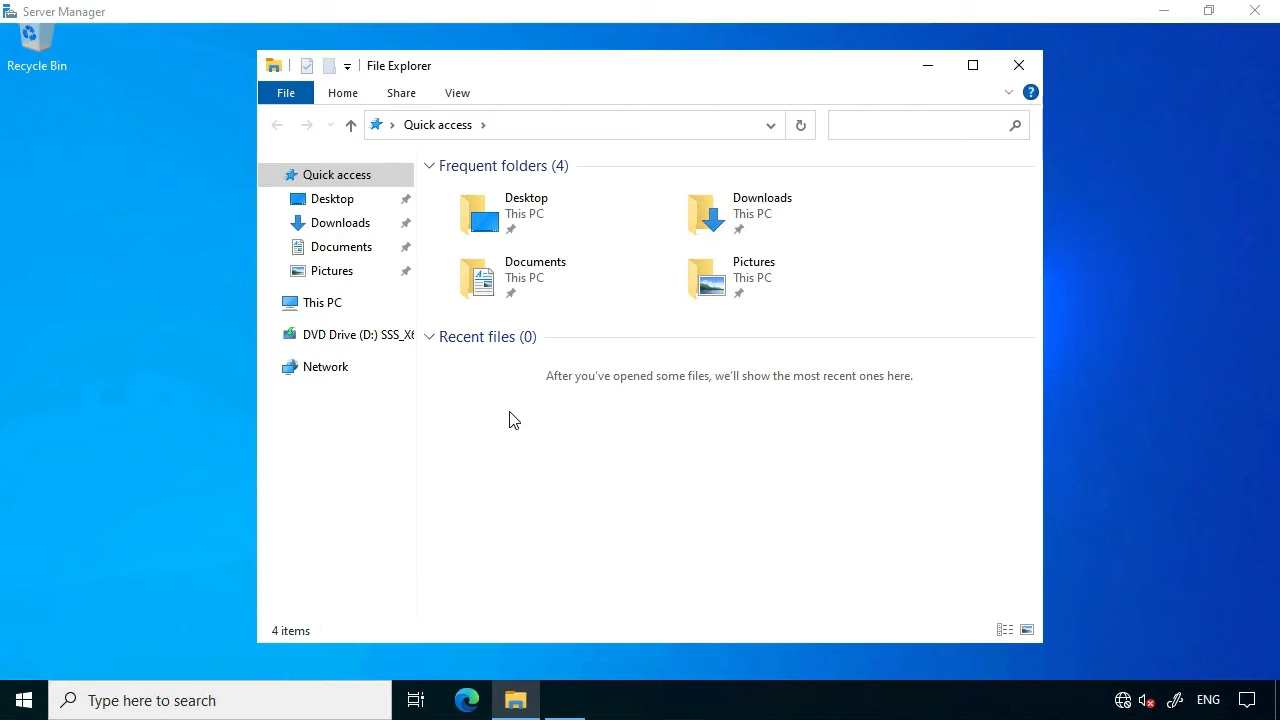 Server Manager
Recycle Bin
File Explorer
File
Home
Share
View
Quick access
Quick access
Desktop
Downloads
Documents
Pictures
This PC
DVD Drive (D:) SSS_X6
Network
Frequent folders (4)
Desktop
This PC
Downloads
This PC
Documents
This PC
Pictures
This PC
Recent files (0)
After you've opened some files, we'll show the most recent ones here.
4 items
Type here to search
ENG